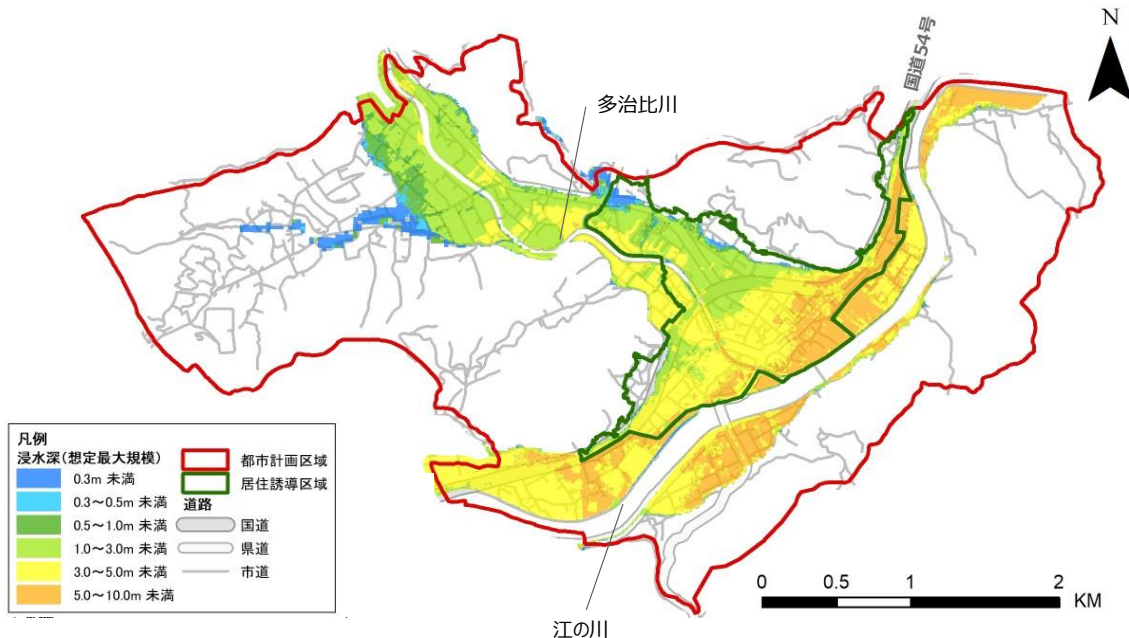 N
国道54号
多治比川
凡例
浸水深(想定最大規模)
0.3m 未満
0.3～0.5m 未満
0.5～1.0m 未満
1.0～3.0m 未満
3.0～5.0m 未満
5.0～10.0m 未満
都市計画区域
居住誘導区域
道路
国道
県道
市道
0 0.5 1 2
KM
江の川